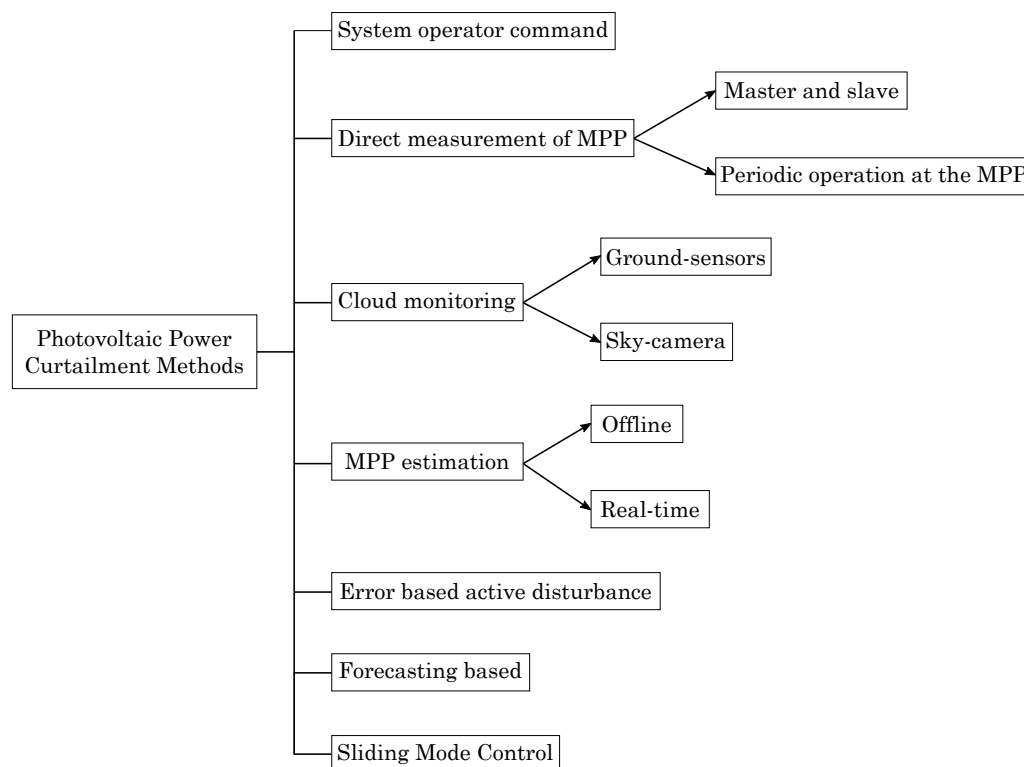 System operator command
Master and slave
Direct measurement of MPP
Periodic operation at the MPP
Ground-sensors
Cloud monitoring
Sky-camera
Photovoltaic Power
Curtailment Methods
Offline
MPP estimation
Real-time
Error based active disturbance
Forecasting based
Sliding Mode Control